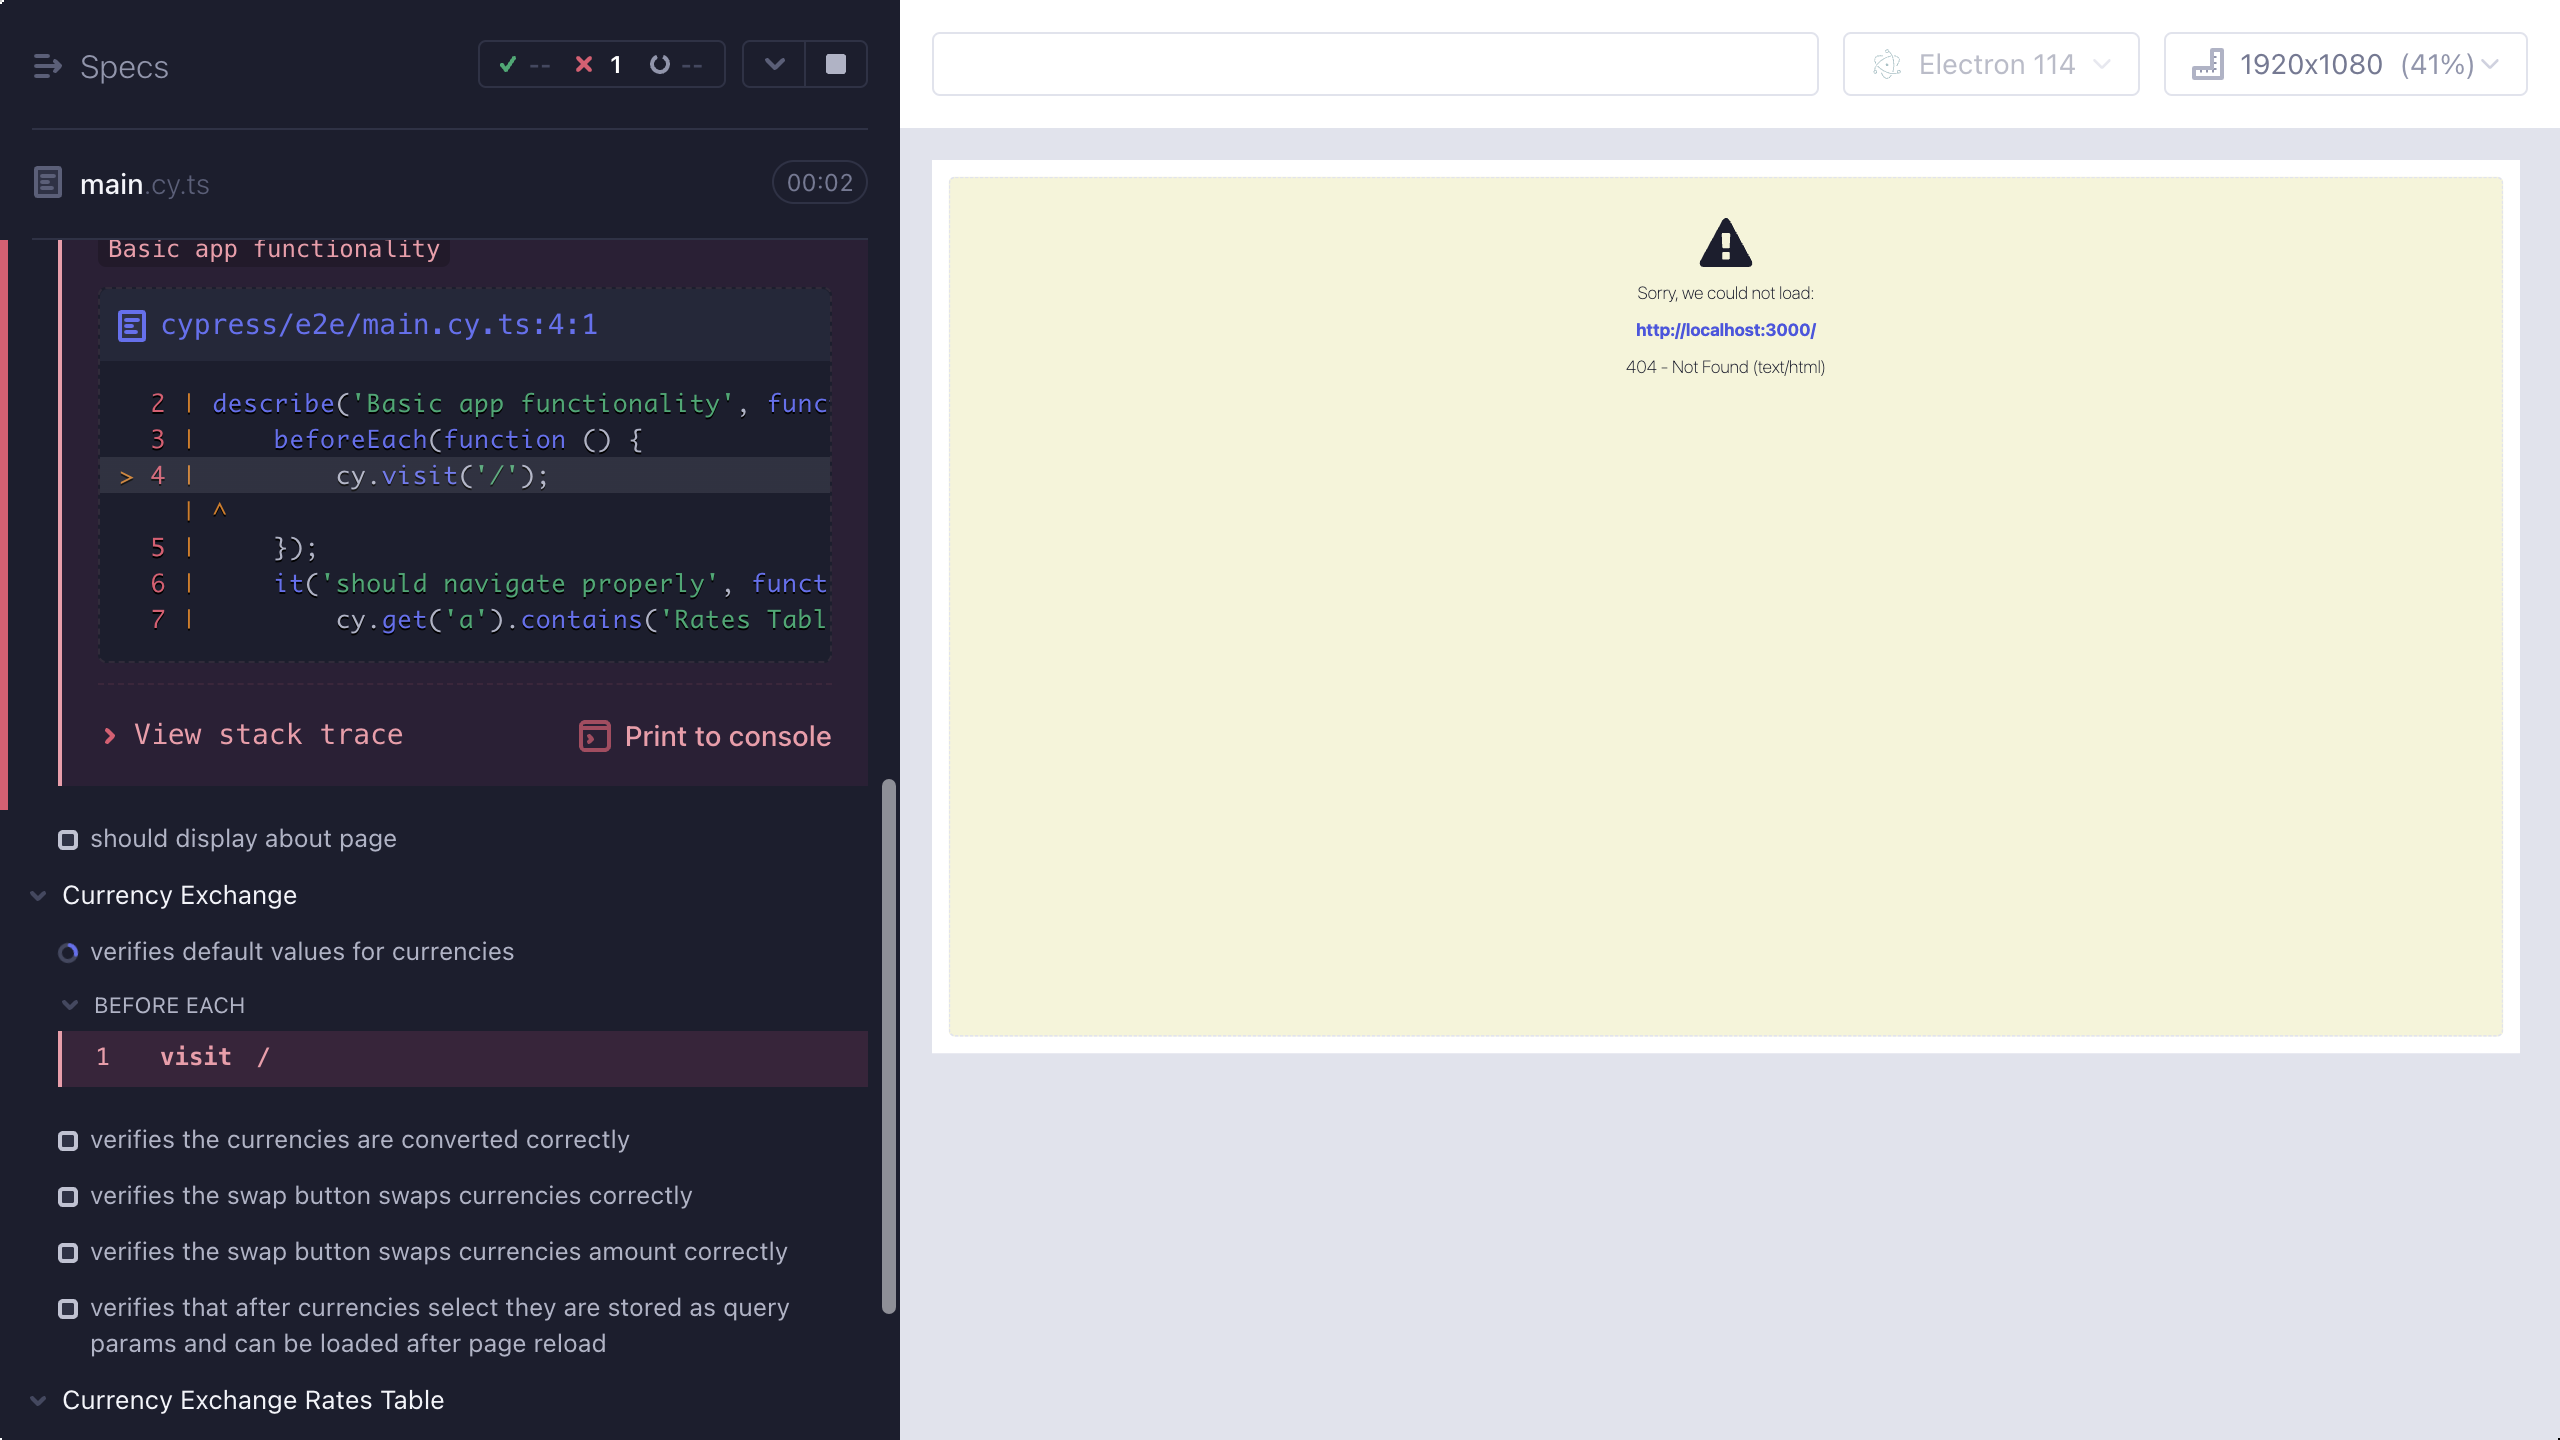 Specs
-- 1 --
main.cy.ts
00:02
Basic app functionality
cypress/e2e/main.cy.ts:4:1
2 | describe('Basic app functionality', func
3 |     beforeEach(function () {
> 4 |         cy.visit('/');
| ^
5 |     });
6 |     it('should navigate properly', funct
7 |         cy.get('a').contains('Rates Tabl
View stack trace
Print to console
should display about page
Currency Exchange
verifies default values for currencies
BEFORE EACH
1 visit /
verifies the currencies are converted correctly
verifies the swap button swaps currencies correctly
verifies the swap button swaps currencies amount correctly
verifies that after currencies select they are stored as query
params and can be loaded after page reload
Currency Exchange Rates Table
Electron 114
1920x1080 (41%)
Sorry, we could not load:
http://localhost:3000/
404 - Not Found (text/html)